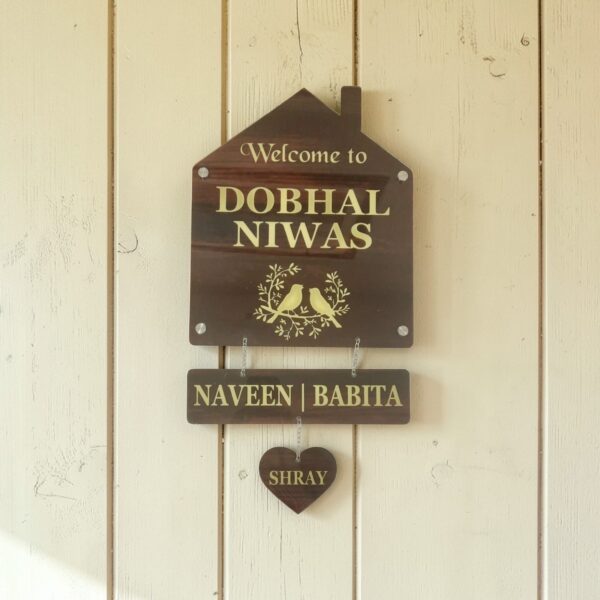 Welcome to
DOBHAL
NIWAS
NAVEEN | BABITA
SHRAY